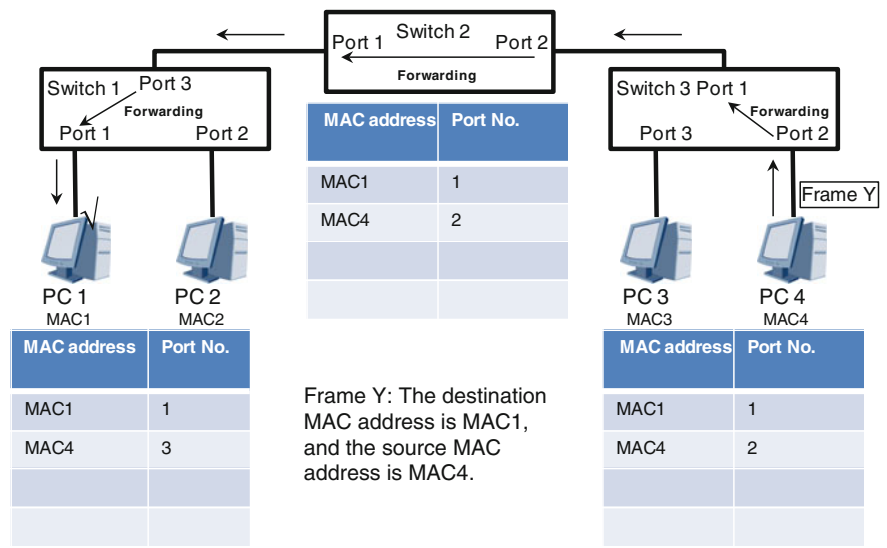 Switch 2
Port 1
Port 2
Forwarding
Switch 1
Port 3
Forwarding
Port 1
Port 2
Switch 3 Port 1
Forwarding
Port 3
Port 2
Frame Y
MAC address Port No.
MAC1 1
MAC4 2
PC 1
MAC1
PC 2
MAC2
PC 3
MAC3
PC 4
MAC4
MAC address Port No.
MAC1 1
MAC4 3
Frame Y: The destination
MAC address is MAC1,
and the source MAC
address is MAC4.
MAC address Port No.
MAC1 1
MAC4 2